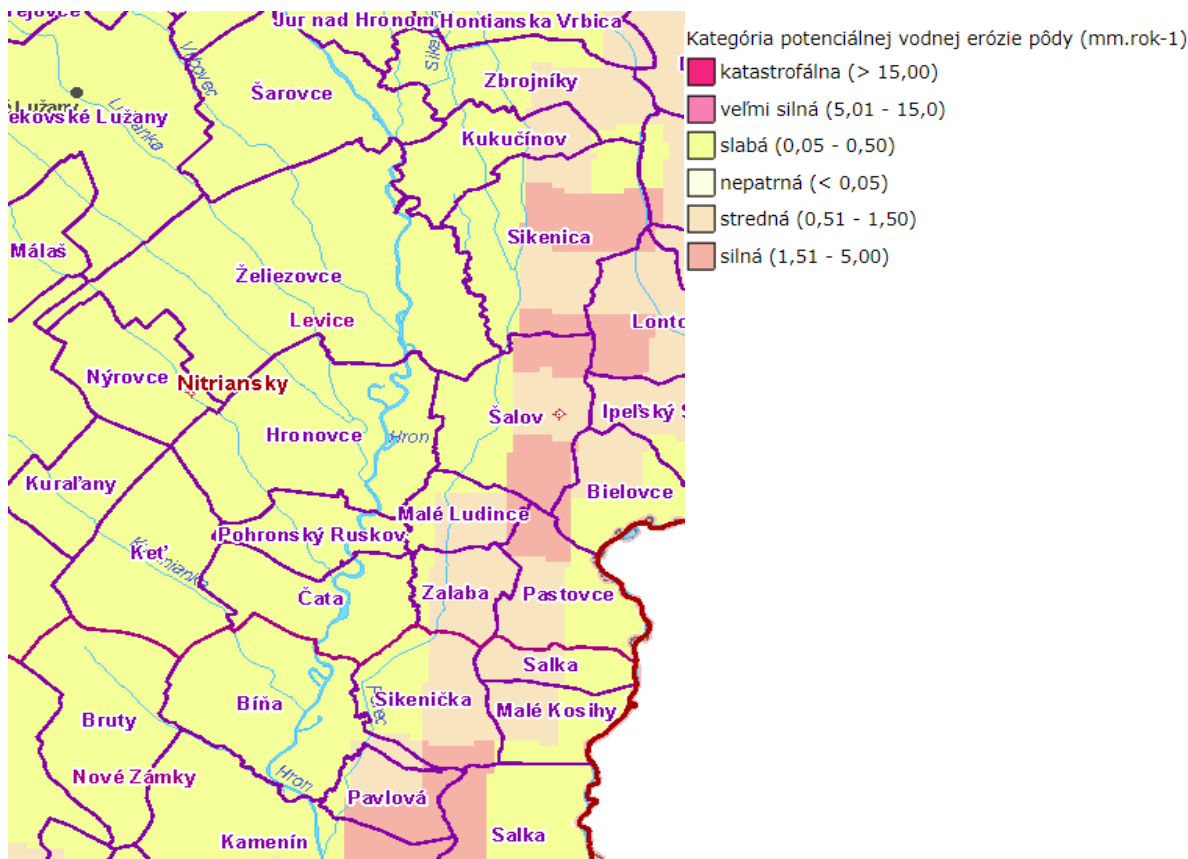 Jur nad Hronom
Hontianska Vrbica
Zbrojníky
Šarovce
Lužany
ekovské Lužany
Kukučínov
Málaš
Sikenica
Želiezovce
Levice
Nýrovce
Nitriansky
Šalov
Ipeľský S
Hronovce
Hron
Kuraľany
Bielovce
Malé Ludince
Pohronský Ruskov
Keť
Čata
Zalaba
Pastovce
Salka
Bíňa
Sikenička
Malé Kosihy
Bruty
Nové Zámky
Hron
Pavlová
Kamenín
Salka
Kategória potenciálnej vodnej erózie pôdy (mm.rok-1)
katastrofálna (> 15,00)
veľmi silná (5,01 - 15,0)
slabá (0,05 - 0,50)
nepatrná (< 0,05)
stredná (0,51 - 1,50)
silná (1,51 - 5,00)